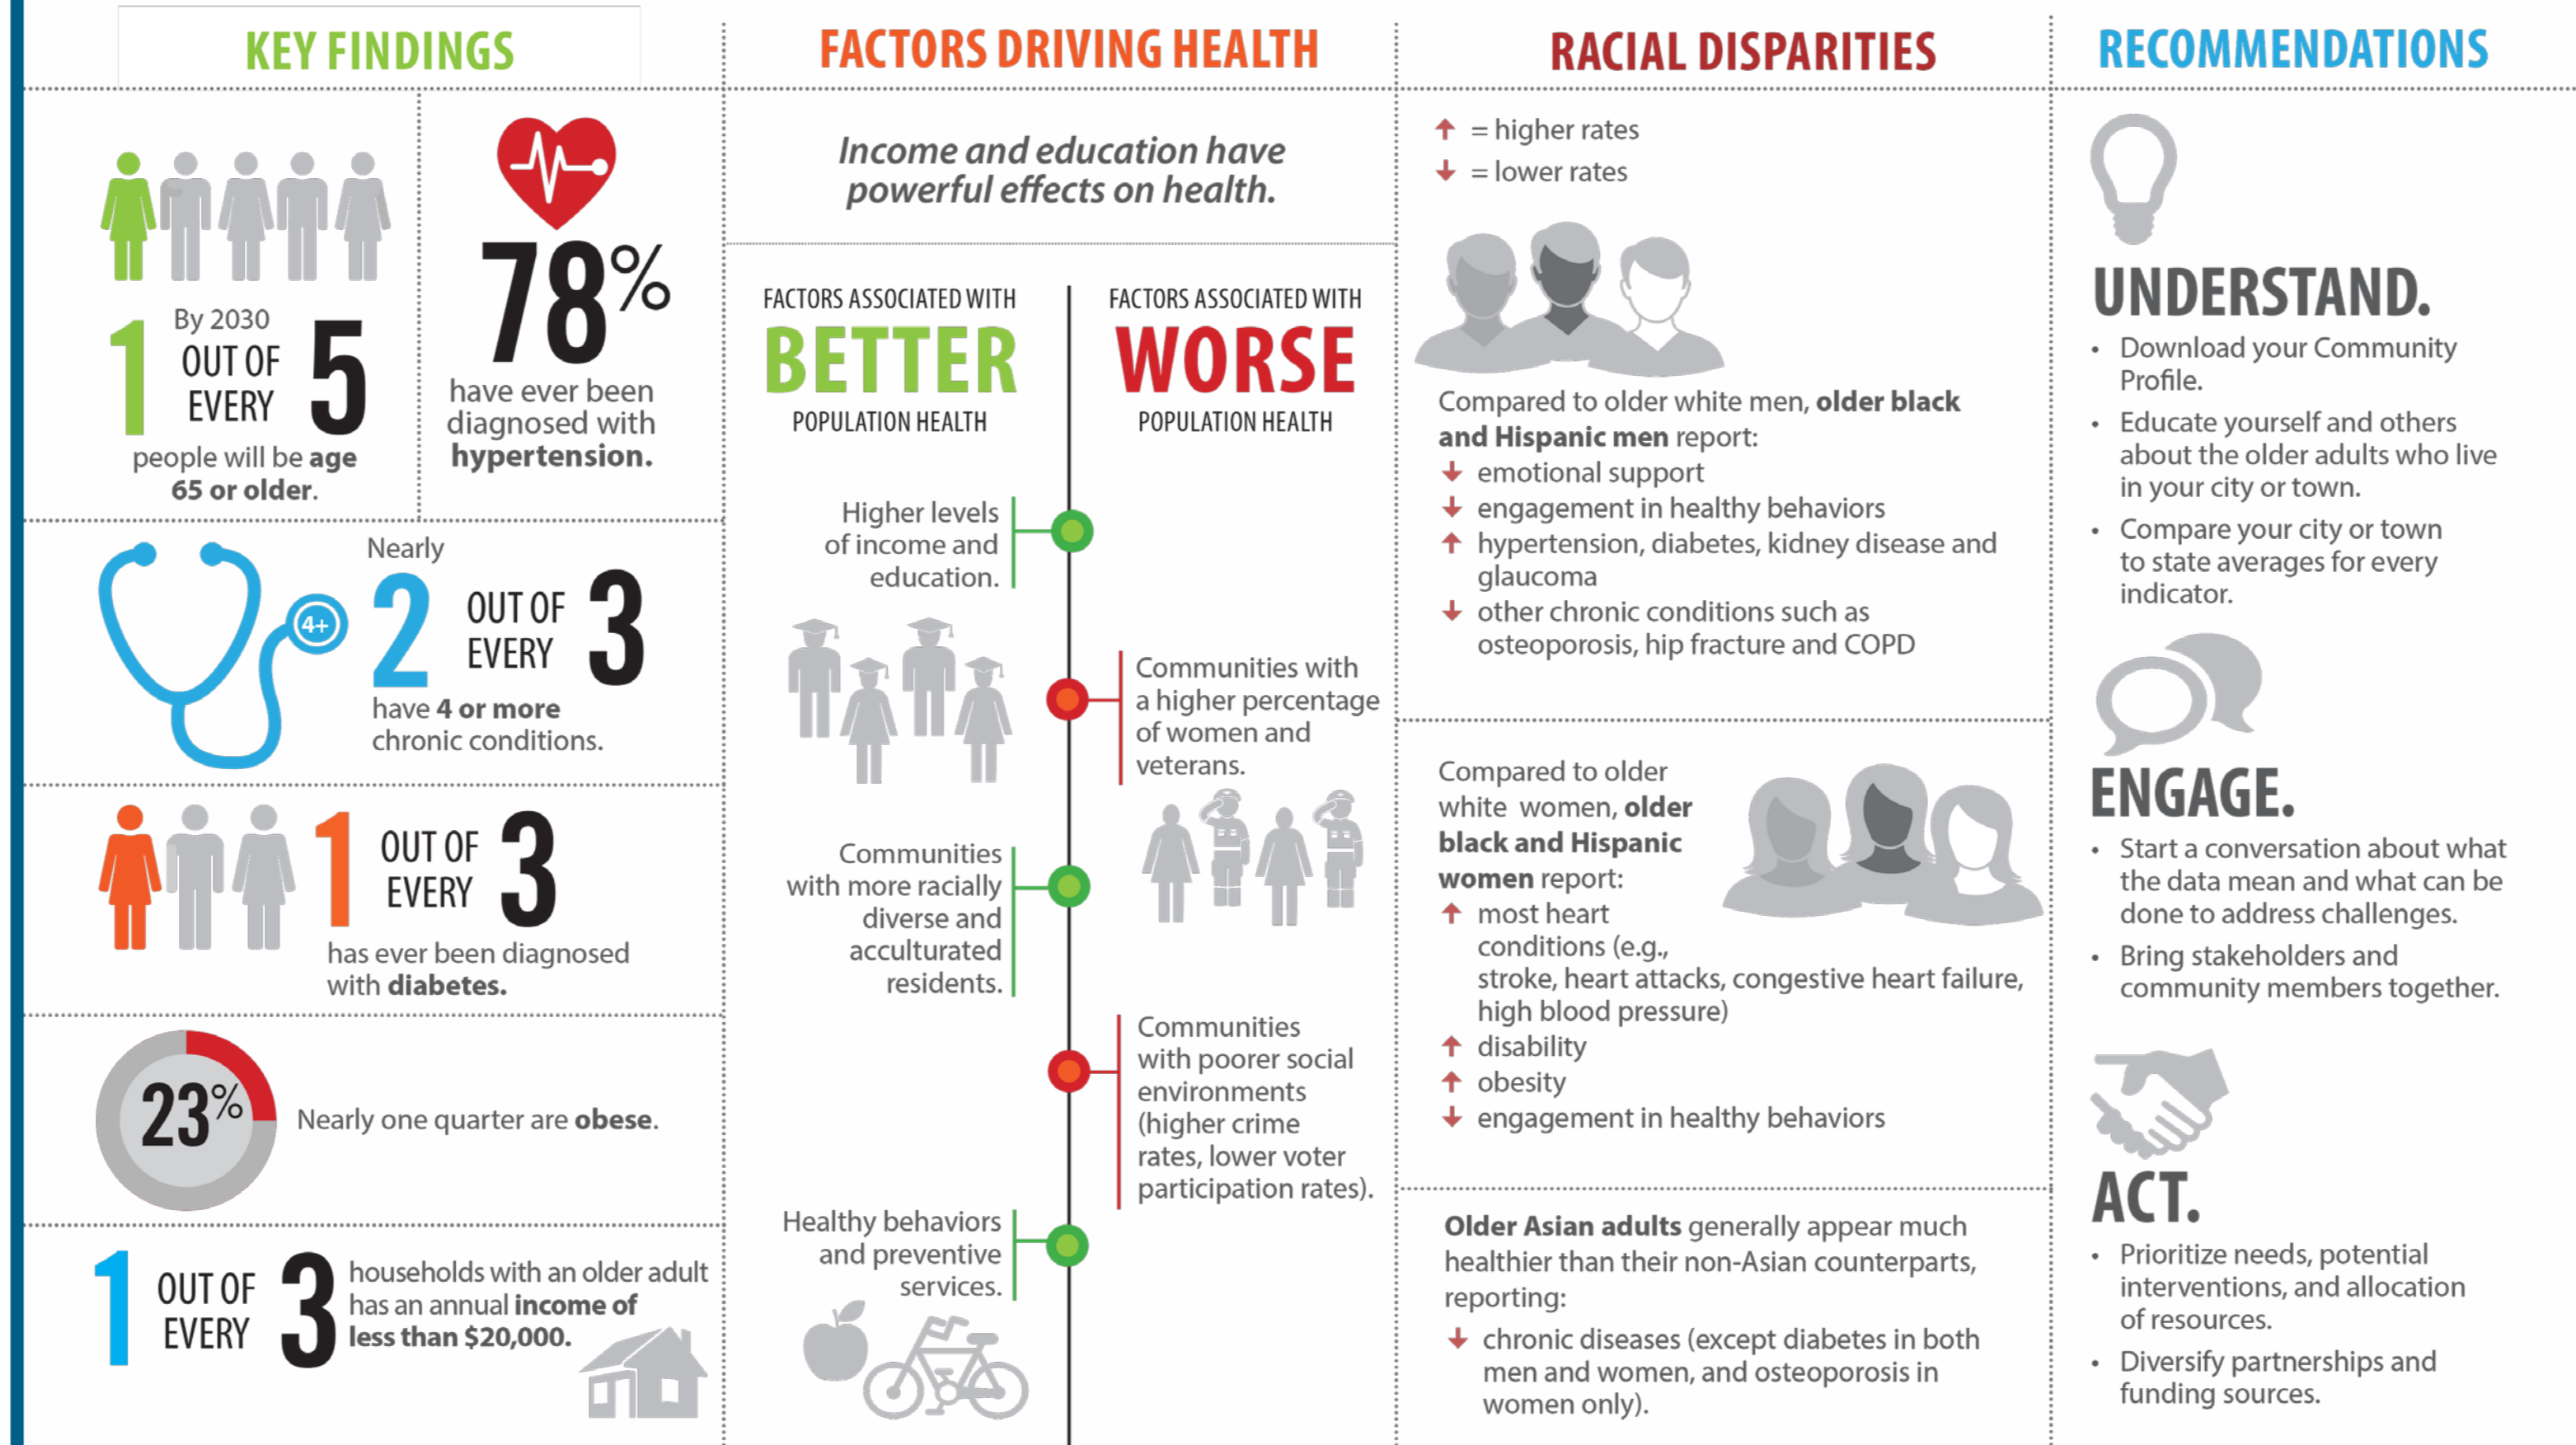 KEY FINDINGS
By 2030
1 OUT OF EVERY 5
people will be age
65 or older.
78%
have ever been
diagnosed with
hypertension.
Nearly
4+
2 OUT OF EVERY 3
have 4 or more
chronic conditions.
1 OUT OF EVERY 3
has ever been diagnosed
with diabetes.
23%
Nearly one quarter are obese.
1 OUT OF EVERY 3
households with an older adult
has an annual income of
less than $20,000.
FACTORS DRIVING HEALTH
Income and education have
powerful effects on health.
FACTORS ASSOCIATED WITH
BETTER
POPULATION HEALTH
FACTORS ASSOCIATED WITH
WORSE
POPULATION HEALTH
Higher levels
of income and
education.
Communities with
a higher percentage
of women and
veterans.
Communities
with more racially
diverse and
acculturated
residents.
Communities
with poorer social
environments
(higher crime
rates, lower voter
participation rates).
Healthy behaviors
and preventive
services.
RACIAL DISPARITIES
↑ = higher rates
↓ = lower rates
Compared to older white men, older black
and Hispanic men report:
↓ emotional support
↓ engagement in healthy behaviors
↑ hypertension, diabetes, kidney disease and
glaucoma
↓ other chronic conditions such as
osteoporosis, hip fracture and COPD
Compared to older
white women, older
black and Hispanic
women report:
↑ most heart
conditions (e.g.,
stroke, heart attacks, congestive heart failure,
high blood pressure)
↑ disability
↑ obesity
↓ engagement in healthy behaviors
Older Asian adults generally appear much
healthier than their non-Asian counterparts,
reporting:
↓ chronic diseases (except diabetes in both
men and women, and osteoporosis in
women only).
RECOMMENDATIONS
UNDERSTAND.
• Download your Community
Profile.
• Educate yourself and others
about the older adults who live
in your city or town.
• Compare your city or town
to state averages for every
indicator.
ENGAGE.
• Start a conversation about what
the data mean and what can be
done to address challenges.
• Bring stakeholders and
community members together.
ACT.
• Prioritize needs, potential
interventions, and allocation
of resources.
• Diversify partnerships and
funding sources.